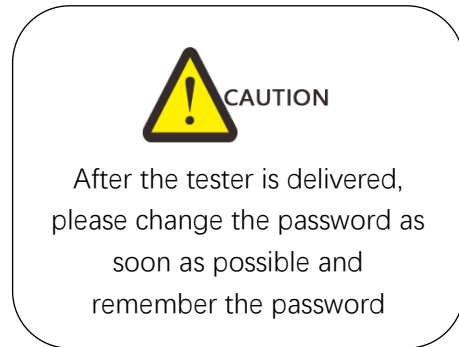 CAUTION
After the tester is delivered,
please change the password as
soon as possible and
remember the password